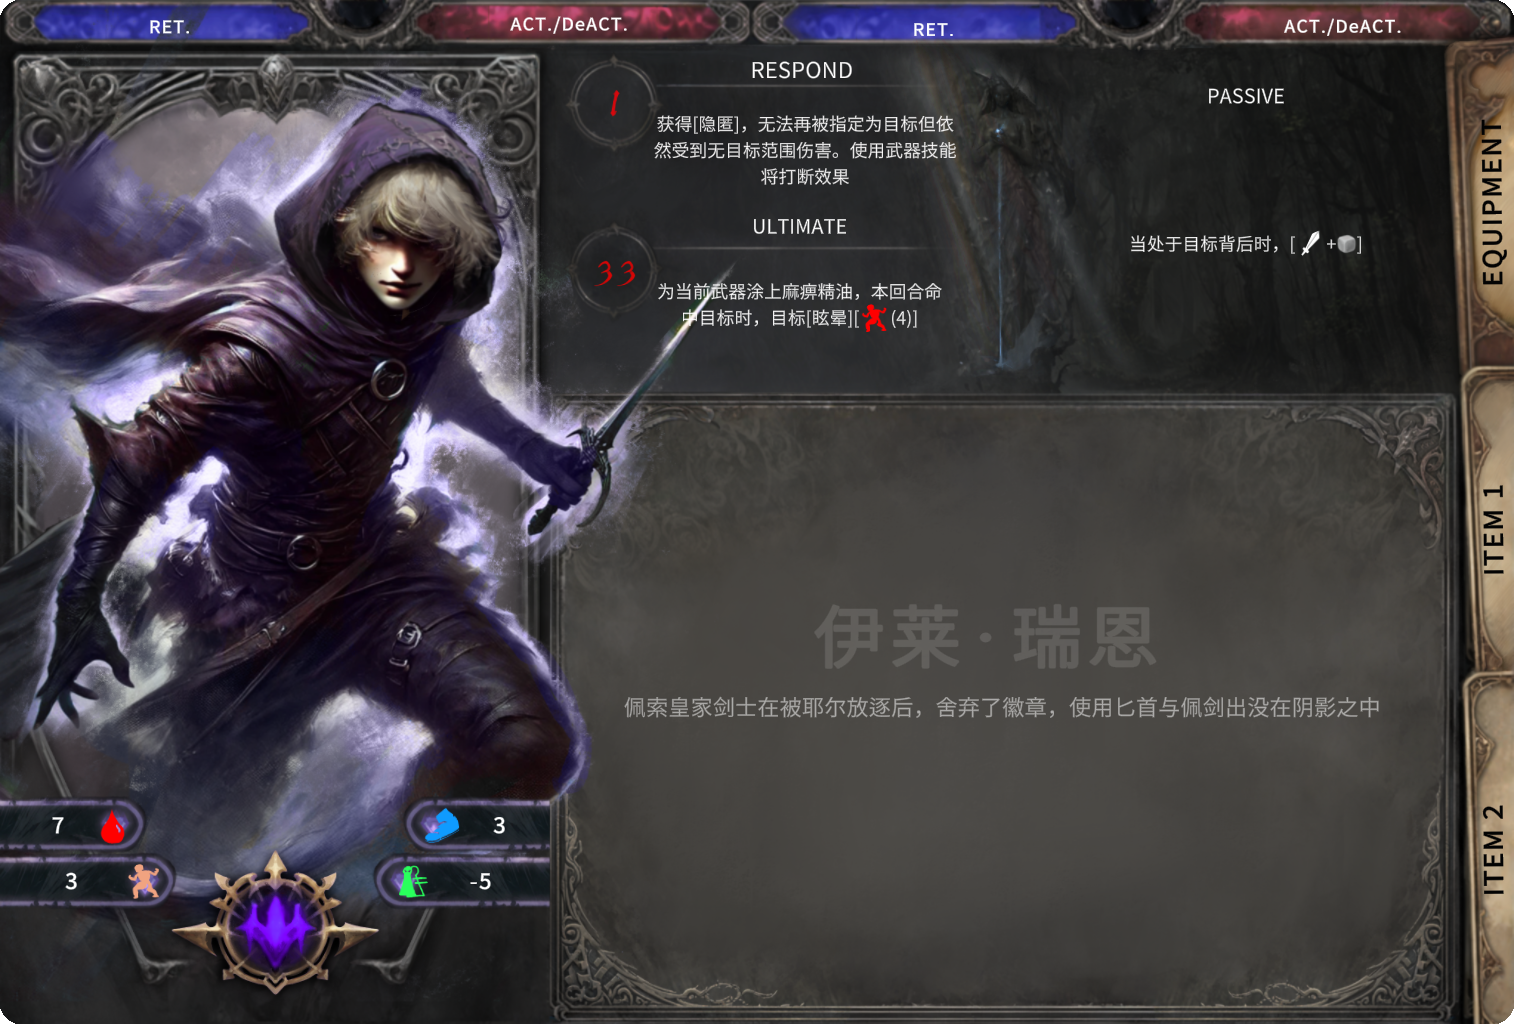 RET.
ACT./DeACT.
RET.
ACT./DeACT.
RESPOND
1
获得[隐匿]，无法再被指定为目标但依
然受到无目标范围伤害。使用武器技能
将打断效果
ULTIMATE
33
为当前武器涂上麻痹精油，本回合命
中目标时，目标[眩晕][(4)]
PASSIVE
当处于目标背后时，[+]
EQUIPMENT
ITEM 1
ITEM 2
伊莱·瑞恩
佩索皇家剑士在被耶尔放逐后，舍弃了徽章，使用匕首与佩剑出没在阴影之中
7
3
3
-5